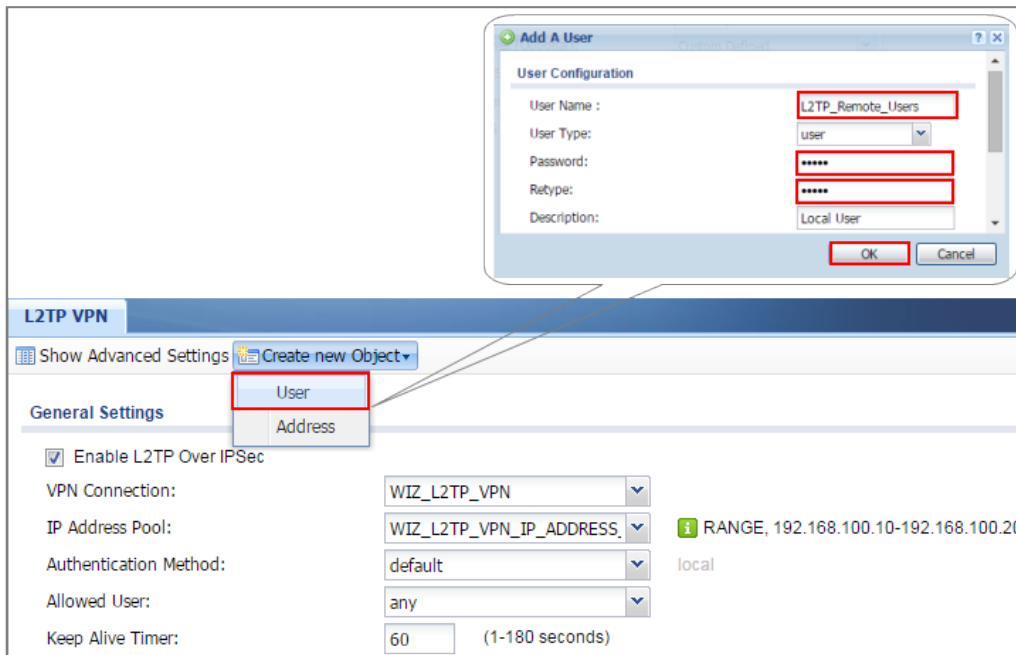 Add A User
User Configuration
User Name :
L2TP_Remote_Users
User Type:
user
Password:
•••••
Retype:
•••••
Description:
Local User
OK
Cancel
L2TP VPN
Show Advanced Settings
Create new Object
User
Address
General Settings
Enable L2TP Over IPSec
VPN Connection:
WIZ_L2TP_VPN
IP Address Pool:
WIZ_L2TP_VPN_IP_ADDRESS_
RANGE, 192.168.100.10-192.168.100.20
Authentication Method:
default
local
Allowed User:
any
Keep Alive Timer:
60
(1-180 seconds)